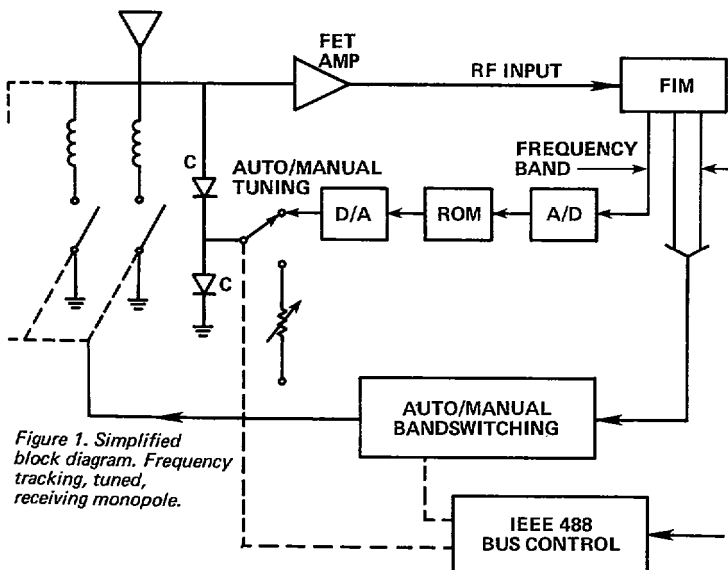 FET
AMP
RF INPUT
FIM
C
AUTO/MANUAL
TUNING
FREQUENCY
BAND
D/A
ROM
A/D
C
AUTO/MANUAL
BANDSWITCHING
Figure 1. Simplified
block diagram. Frequency
tracking, tuned,
receiving monopole.
IEEE 488
BUS CONTROL